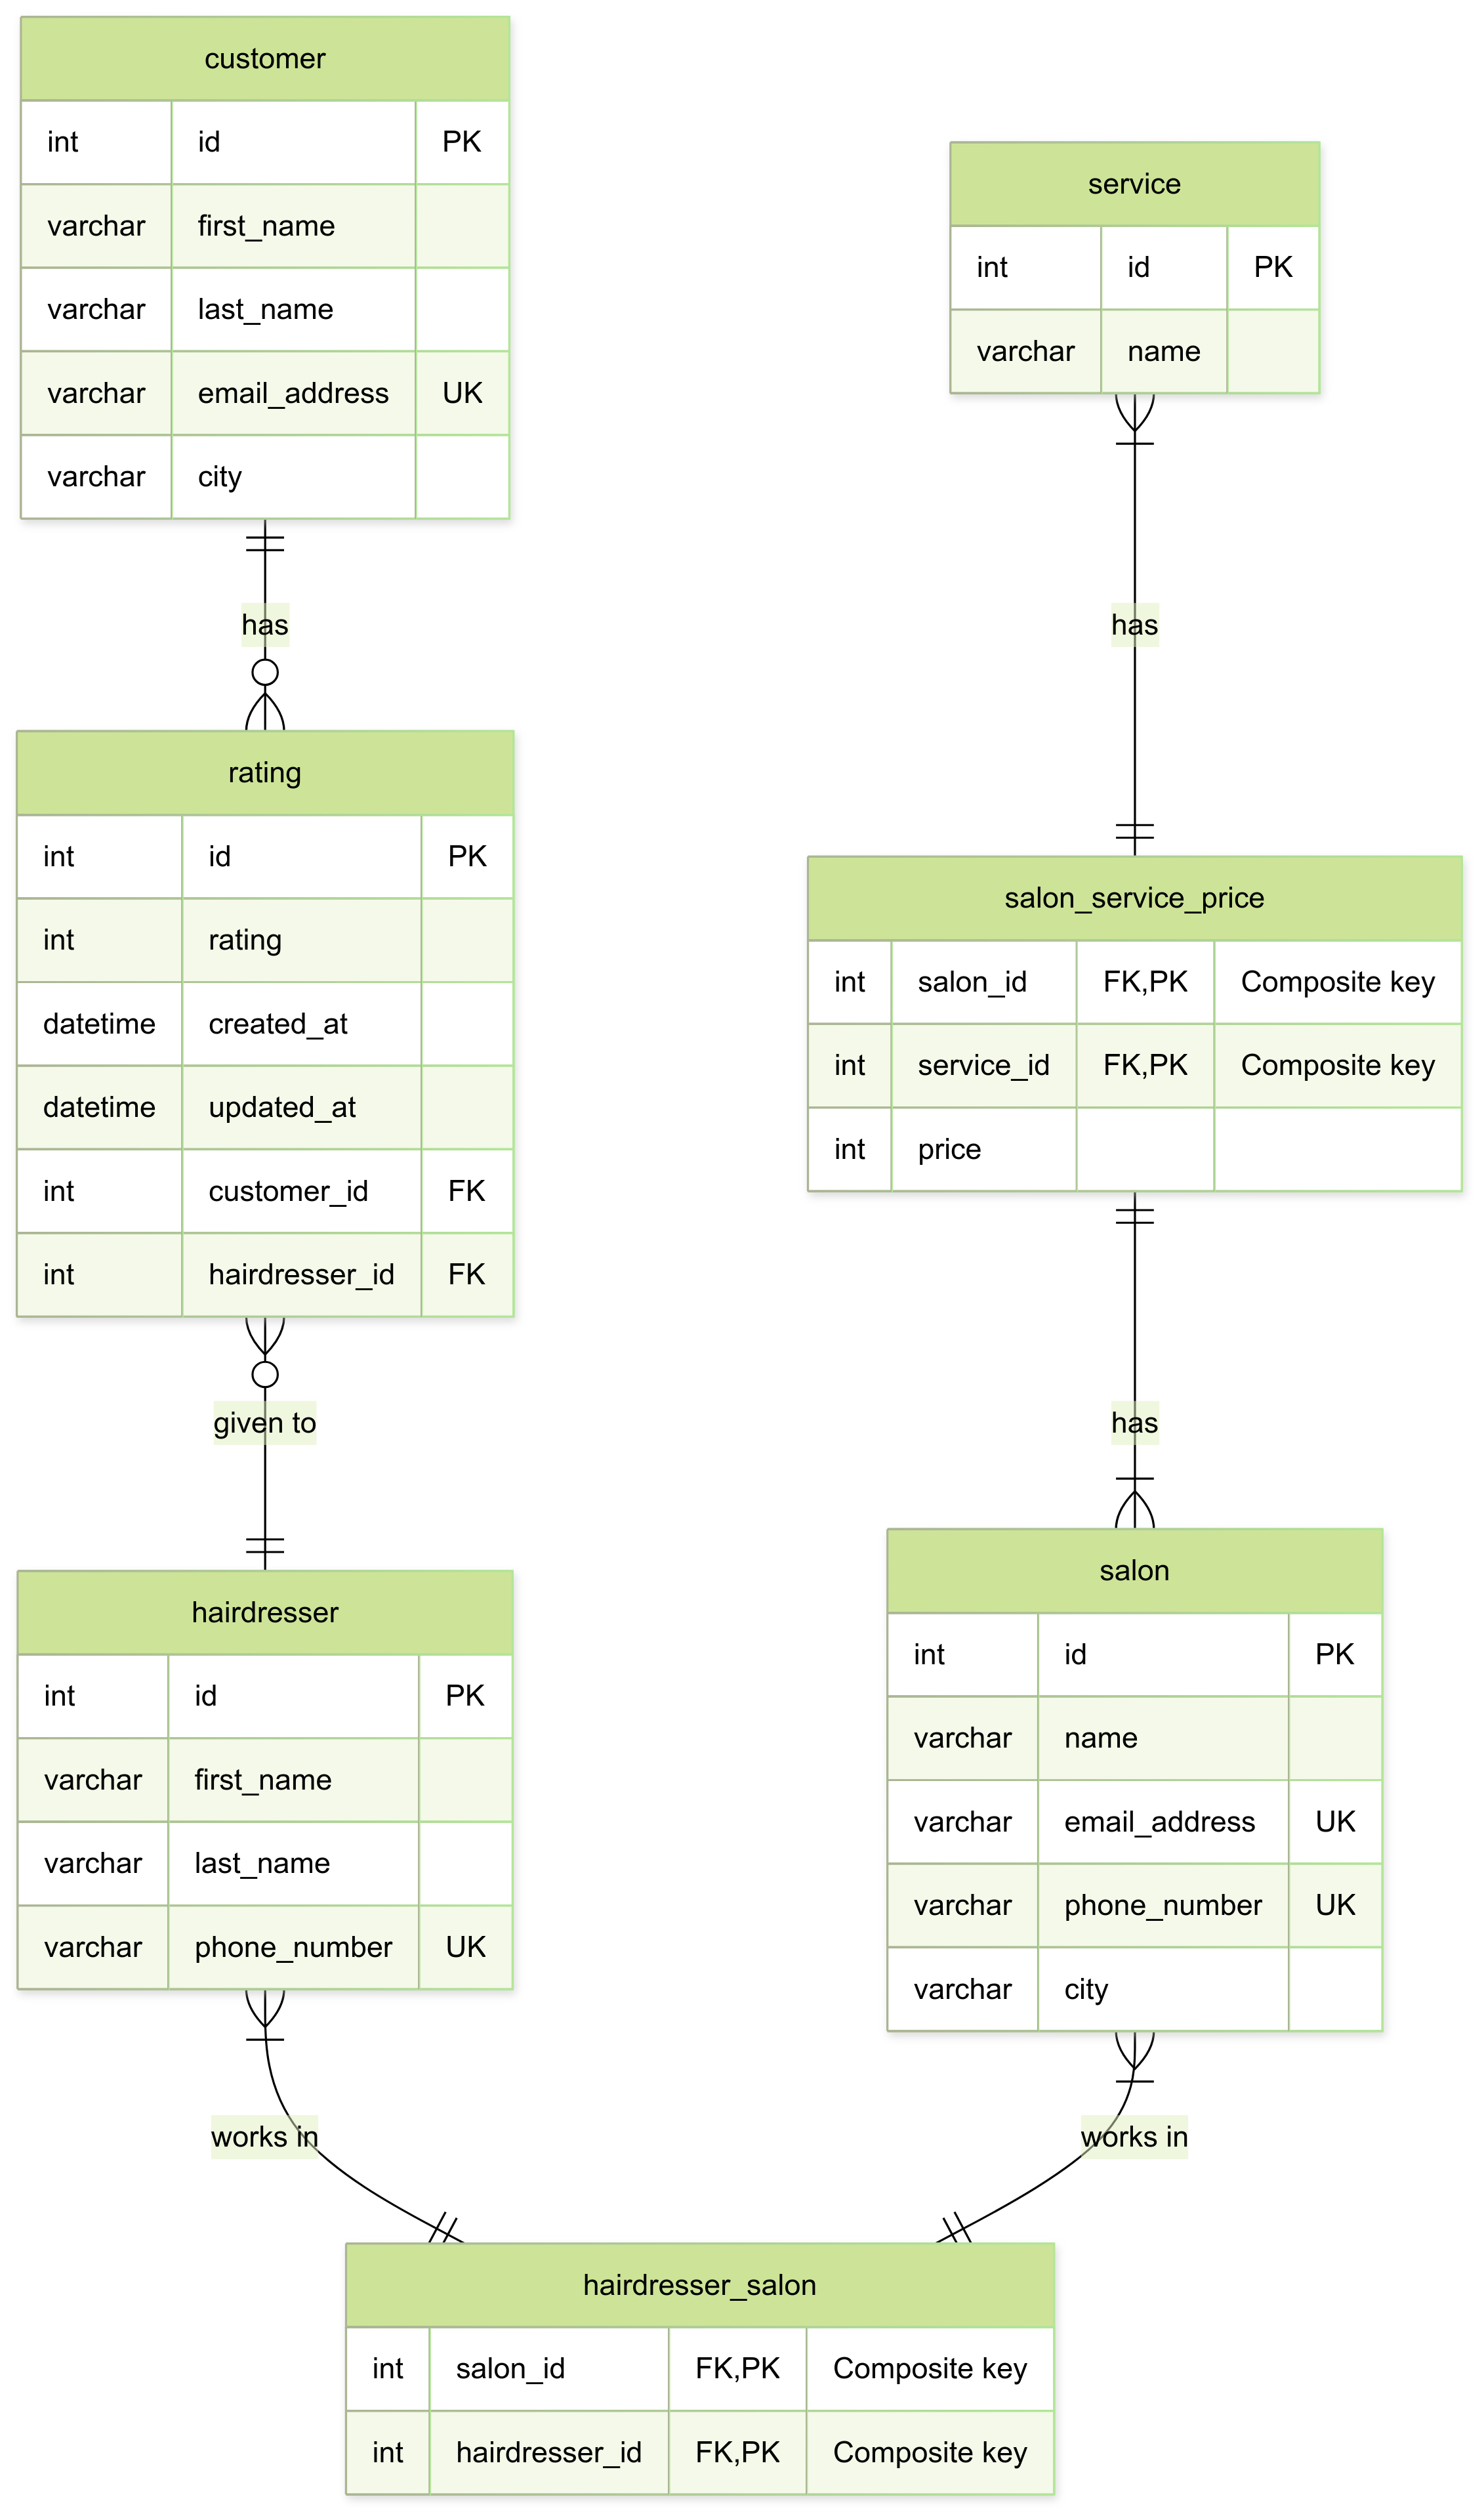 customer
int id PK
varchar first_name
varchar last_name
varchar email_address UK
varchar city
has
rating
int id PK
int rating
datetime created_at
datetime updated_at
int customer_id FK
int hairdresser_id FK
given to
hairdresser
int id PK
varchar first_name
varchar last_name
varchar phone_number UK
works in
service
int id PK
varchar name
has
salon_service_price
int salon_id FK,PK Composite key
int service_id FK,PK Composite key
int price
has
salon
int id PK
varchar name
varchar email_address UK
varchar phone_number UK
varchar city
works in
hairdresser_salon
int salon_id FK,PK Composite key
int hairdresser_id FK,PK Composite key